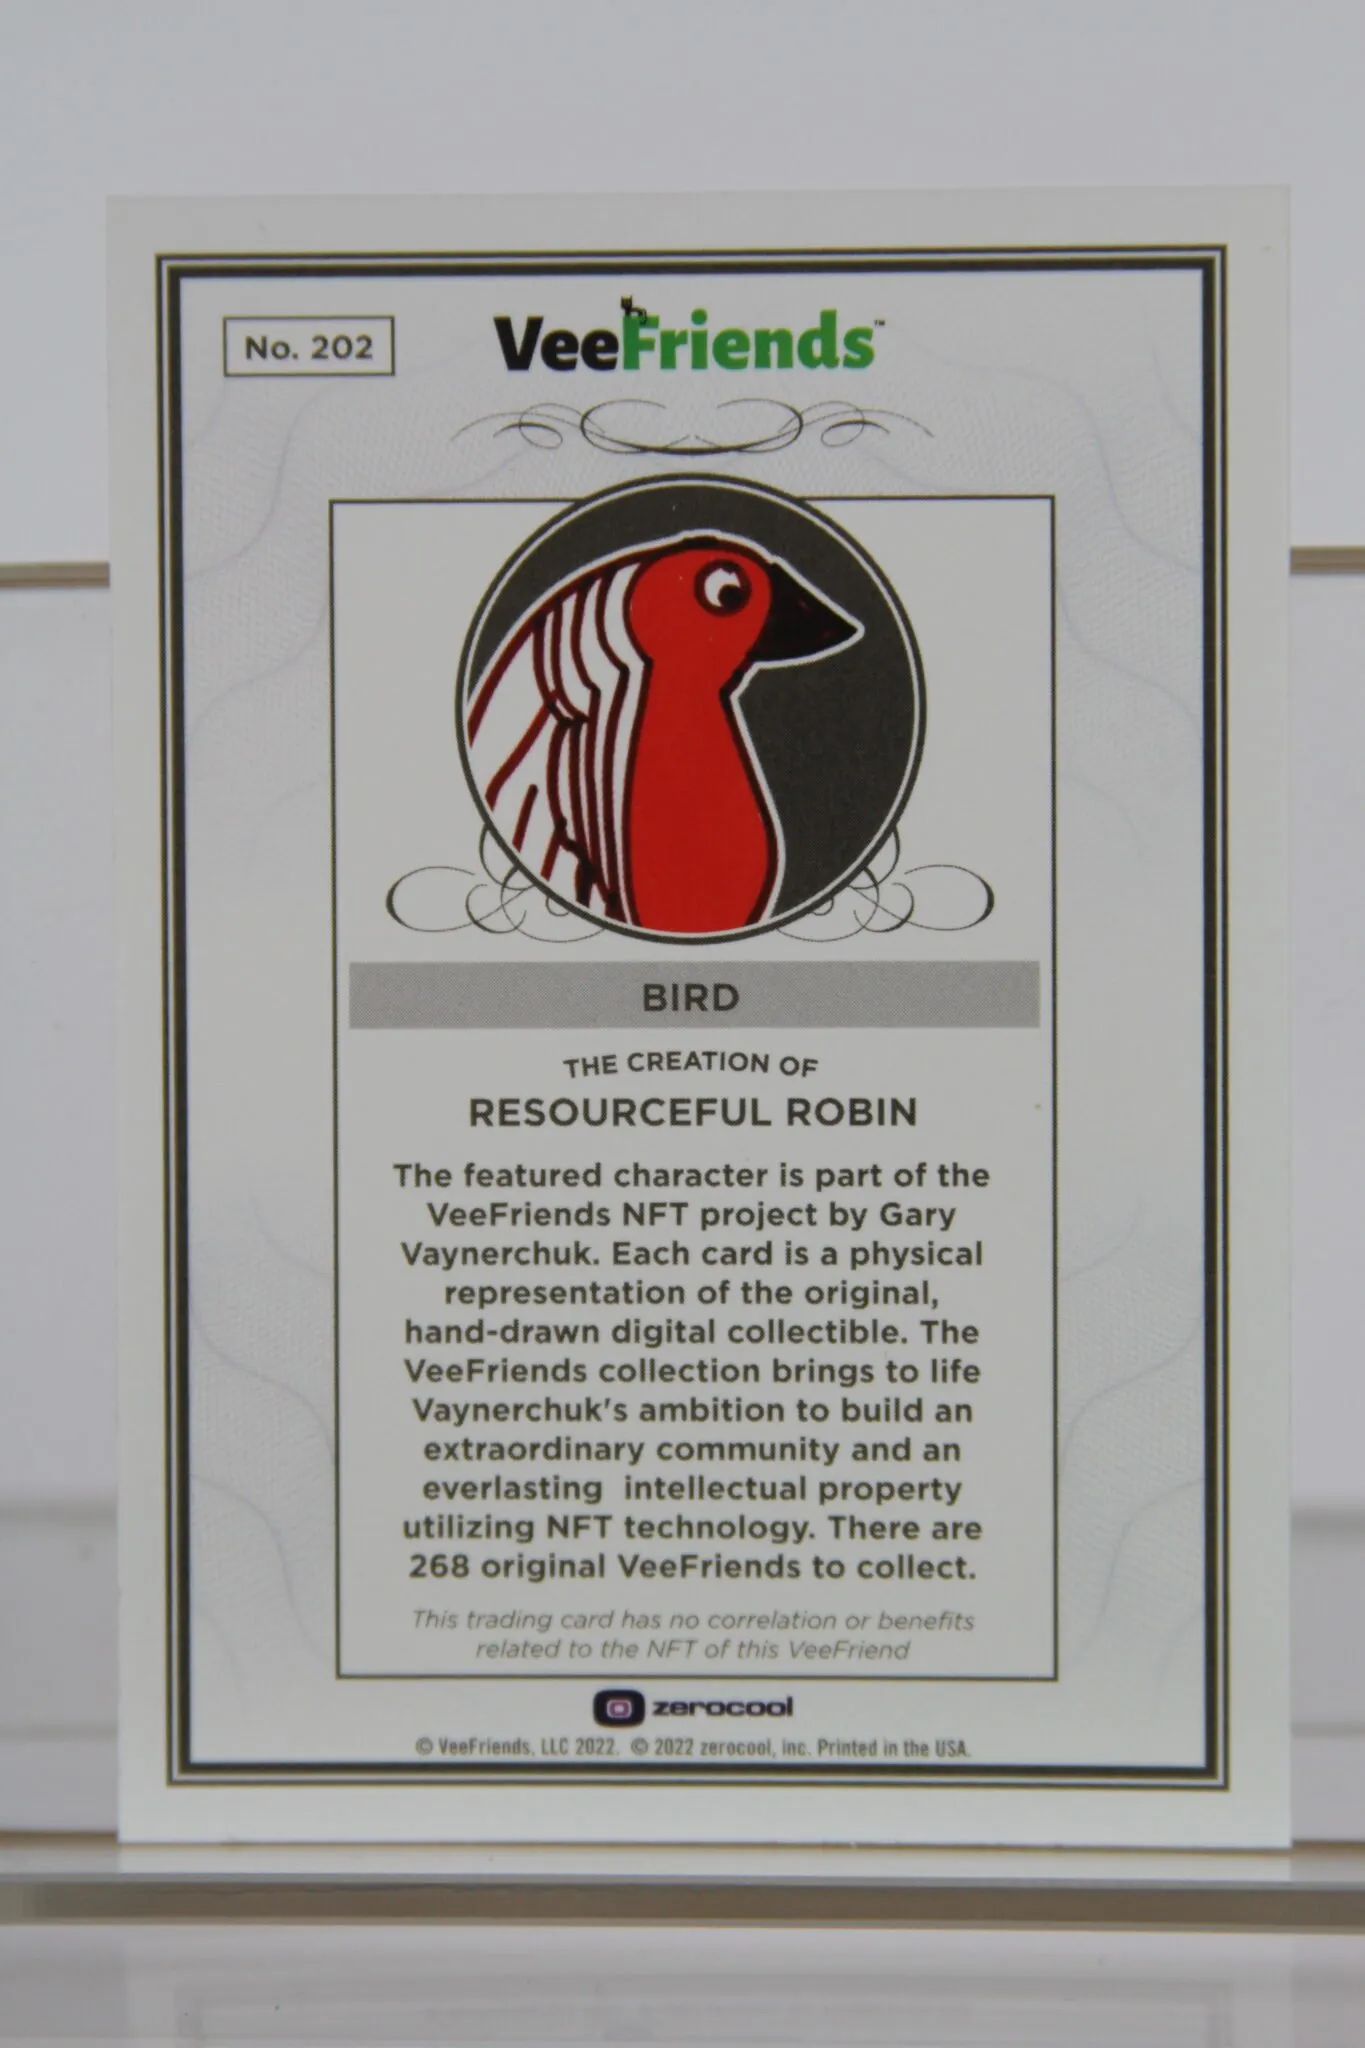 No. 202
VeeFriends™
BIRD
THE CREATION OF
RESOURCEFUL ROBIN
The featured character is part of the
VeeFriends NFT project by Gary
Vaynerchuk. Each card is a physical
representation of the original,
hand-drawn digital collectible. The
VeeFriends collection brings to life
Vaynerchuk's ambition to build an
extraordinary community and an
everlasting  intellectual property
utilizing NFT technology. There are
268 original VeeFriends to collect.
This trading card has no correlation or benefits
related to the NFT of this VeeFriend
zerocool
© VeeFriends, LLC 2022.  © 2022 zerocool, inc. Printed in the USA.